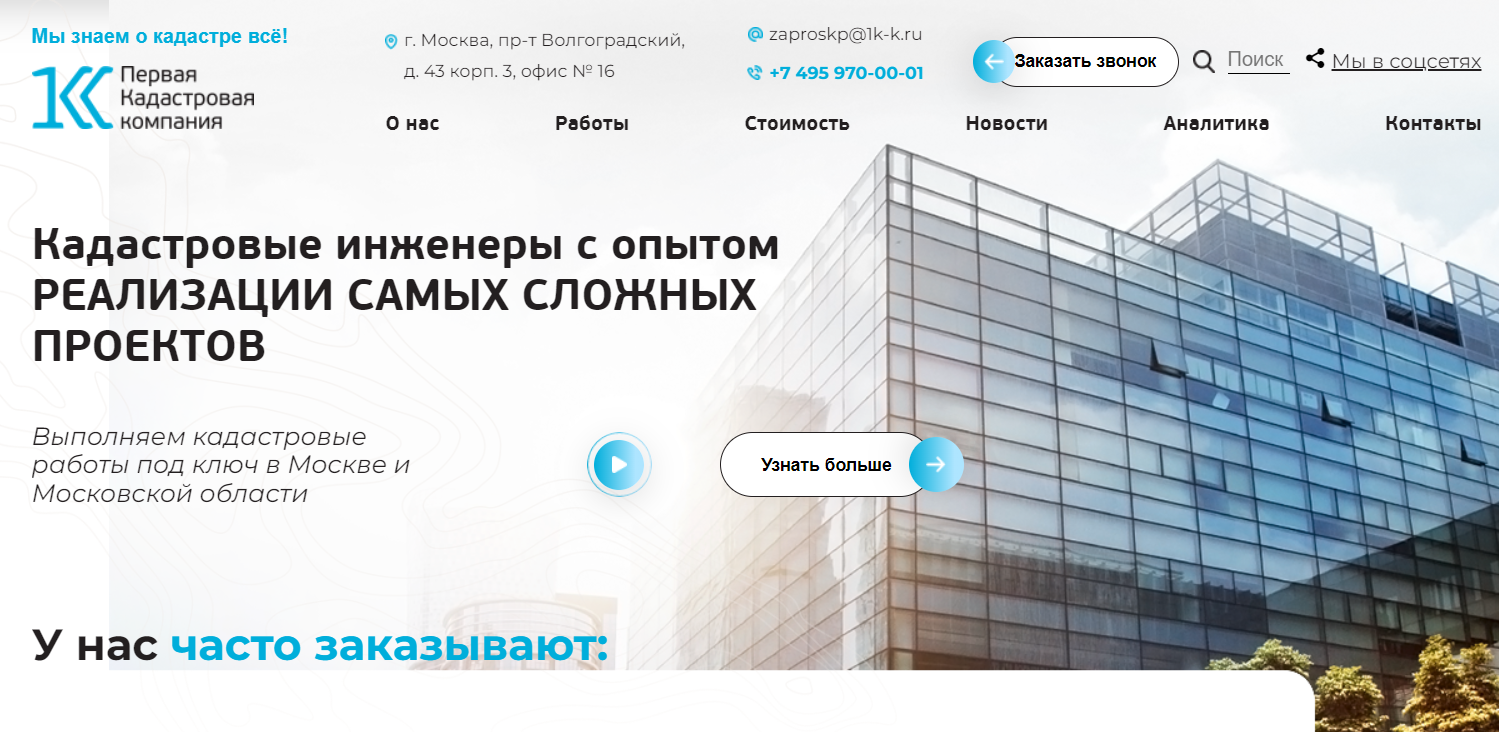 Мы знаем о кадастре всё!
1К Первая
Кадастровая
компания
г. Москва, пр-т Волгоградский,
д. 43 корп. 3, офис № 16
zaproskp@1k-k.ru
+7 495 970-00-01
Заказать звонок
Поиск
Мы в соцсетях
О нас
Работы
Стоимость
Новости
Аналитика
Контакты
Кадастровые инженеры с опытом
РЕАЛИЗАЦИИ САМЫХ СЛОЖНЫХ
ПРОЕКТОВ
Выполняем кадастровые
работы под ключ в Москве и
Московской области
Узнать больше
У нас часто заказывают: